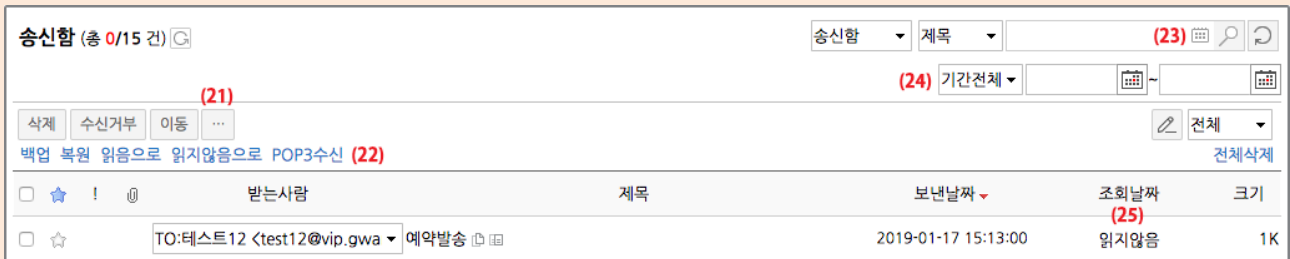 송신함 (총 0/15 건) 송신함 제목 (23)
(24) 기간전체 ~
(21)
삭제 수신거부 이동 ... 전체
백업 복원 읽음으로 읽지않음으로 POP3수신 (22) 전체삭제
! 받는사람 제목 보낸날짜 조회날짜 크기
(25)
TO:테스트12 <test12@vip.gwa 예약발송 2019-01-17 15:13:00 읽지않음 1K